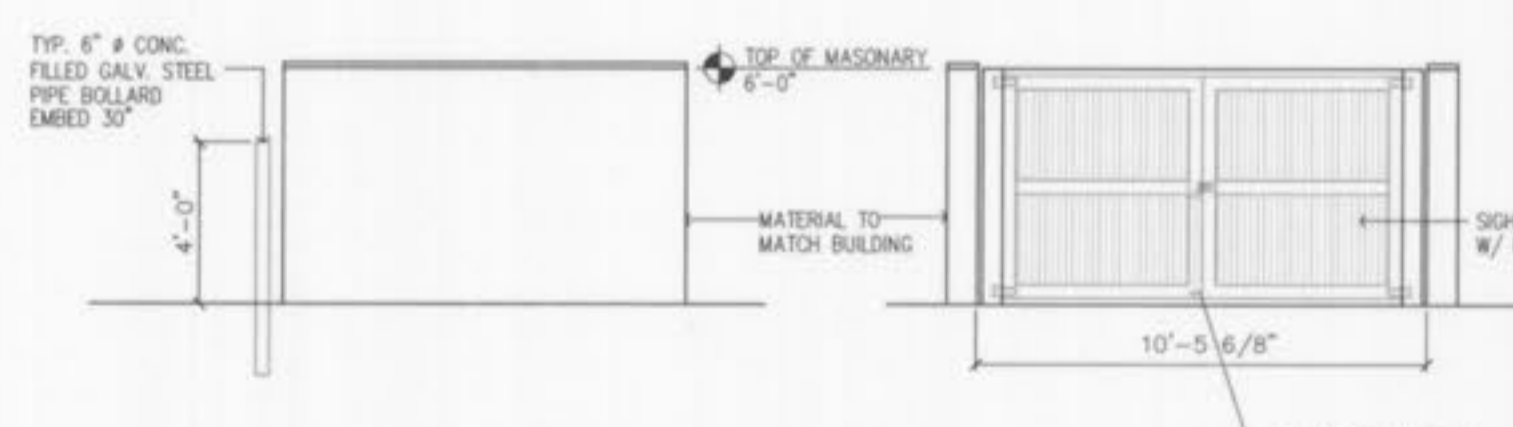 TYP. 6" ø CONC.
FILLED GALV. STEEL
PIPE BOLLARD
EMBED 30"
4'-0"
TOP OF MASONARY
6'-0"
MATERIAL TO
MATCH BUILDING
10'-5 6/8"
W/